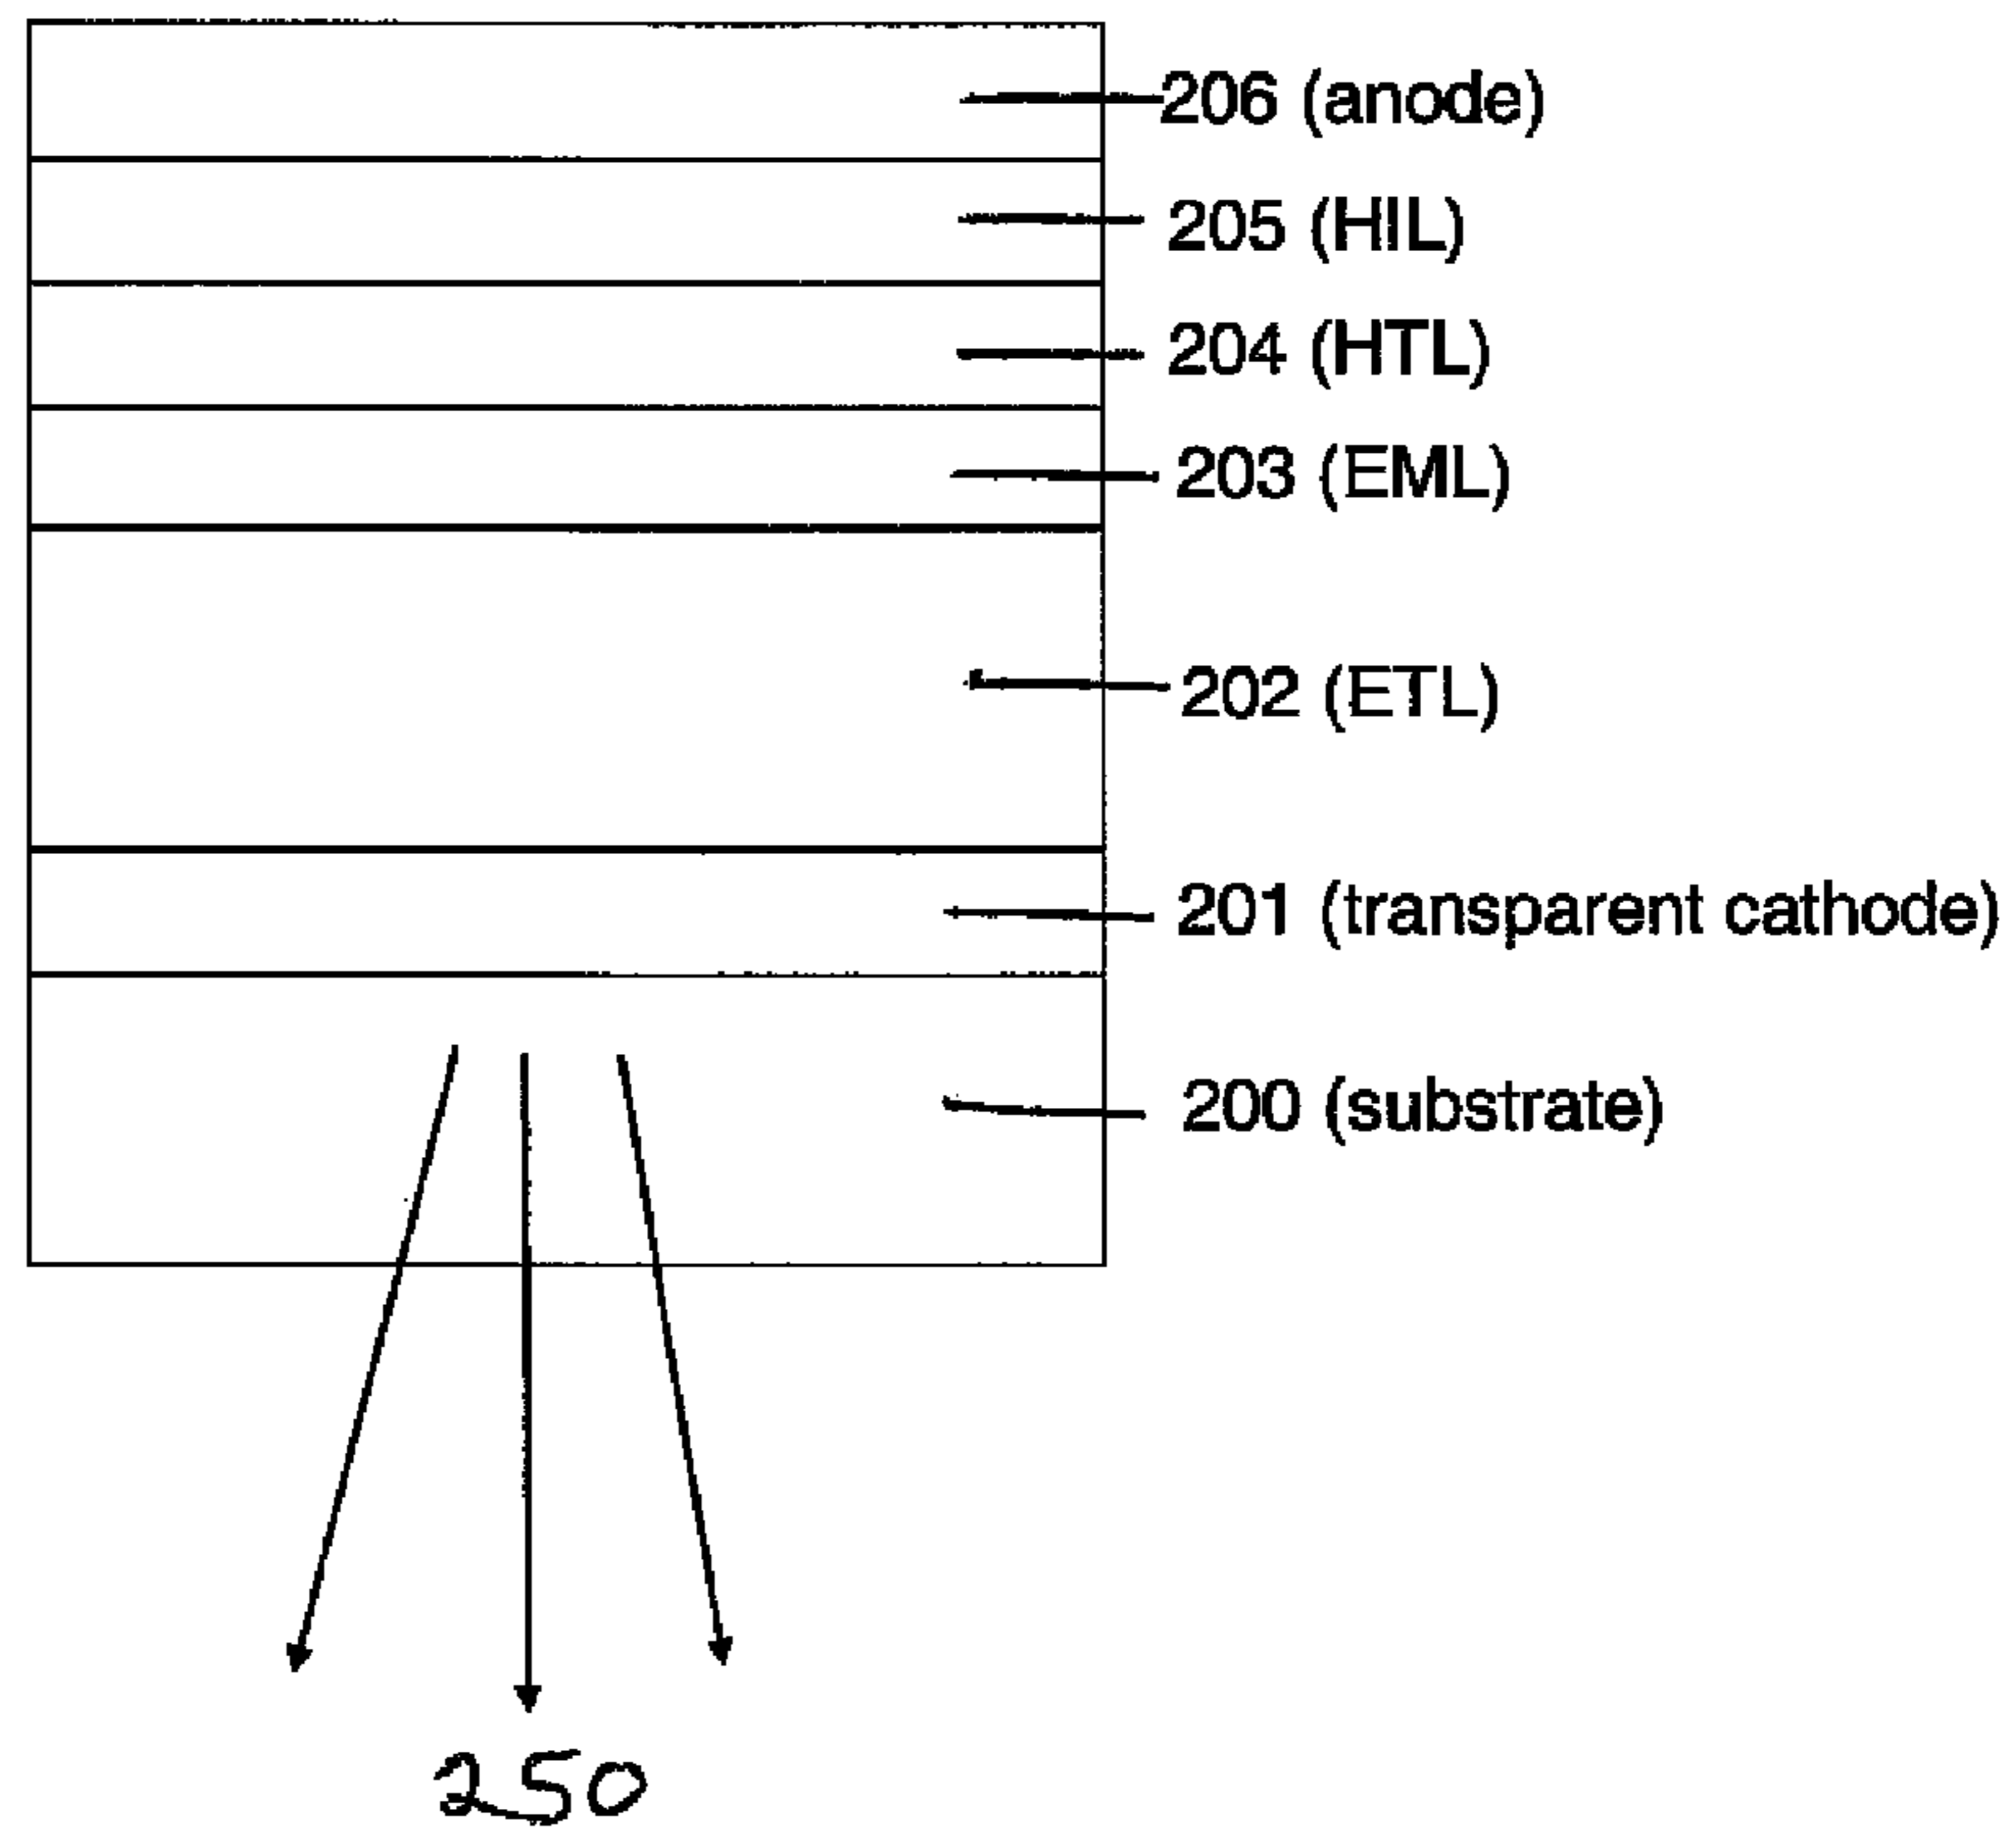 206 (anode)
205 (HIL)
204 (HTL)
203 (EML)
202 (ETL)
201 (transparent cathode)
200 (substrate)
250